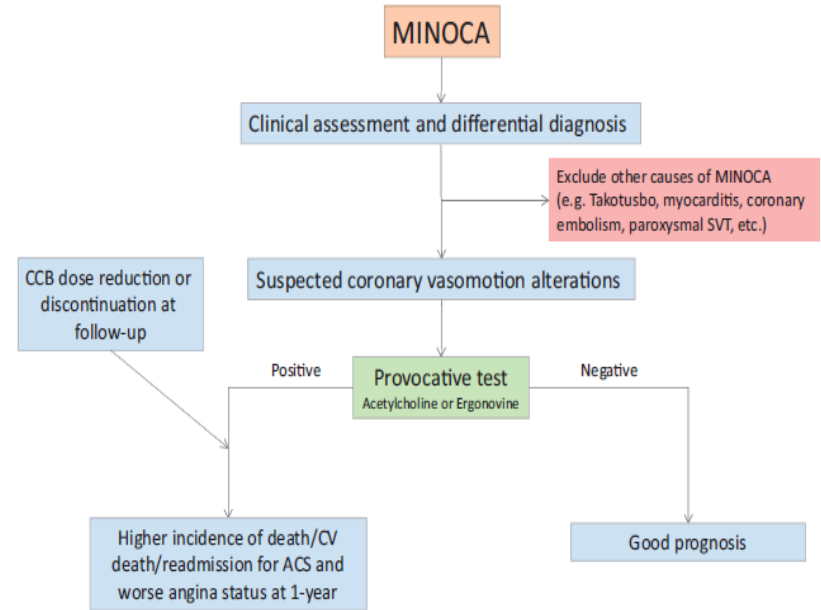 MINOCA
Clinical assessment and differential diagnosis
Exclude other causes of MINOCA
(e.g. Takotusbo, myocarditis, coronary
embolism, paroxysmal SVT, etc.)
CCB dose reduction or
discontinuation at
follow-up
Suspected coronary vasomotion alterations
Positive
Provocative test
Acetylcholine or Ergonovine
Negative
Higher incidence of death/CV
death/readmission for ACS and
worse angina status at 1-year
Good prognosis